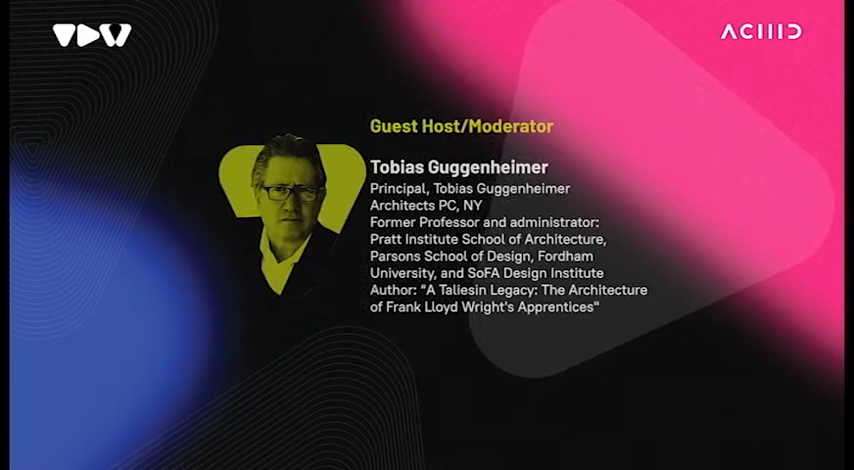 VDW
ACIIID
Guest Host/Moderator
Tobias Guggenheimer
Principal, Tobias Guggenheimer
Architects PC, NY
Former Professor and administrator:
Pratt Institute School of Architecture,
Parsons School of Design, Fordham
University, and SoFA Design Institute
Author: “A Taliesin Legacy: The Architecture
of Frank Lloyd Wright's Apprentices"